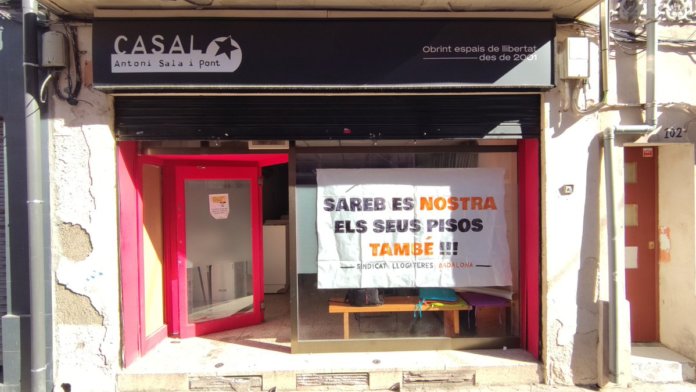 CASAL
Antoni Sala i Pont
Obrint espais de llibertat
des de 2001
102
SAREB ES NOSTRA
ELS SEUS PISOS
TAMBÉ !!!
SINDICAT LLOGATERES BADALONA